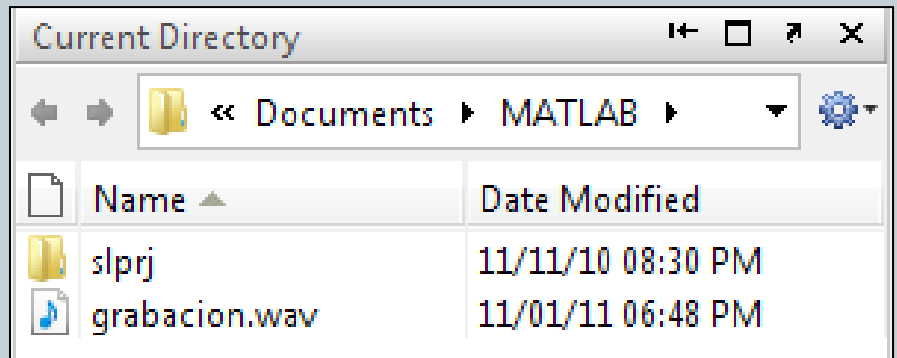 Current Directory
« Documents MATLAB
Name Date Modified
slprj 11/11/10 08:30 PM
grabacion.wav 11/01/11 06:48 PM